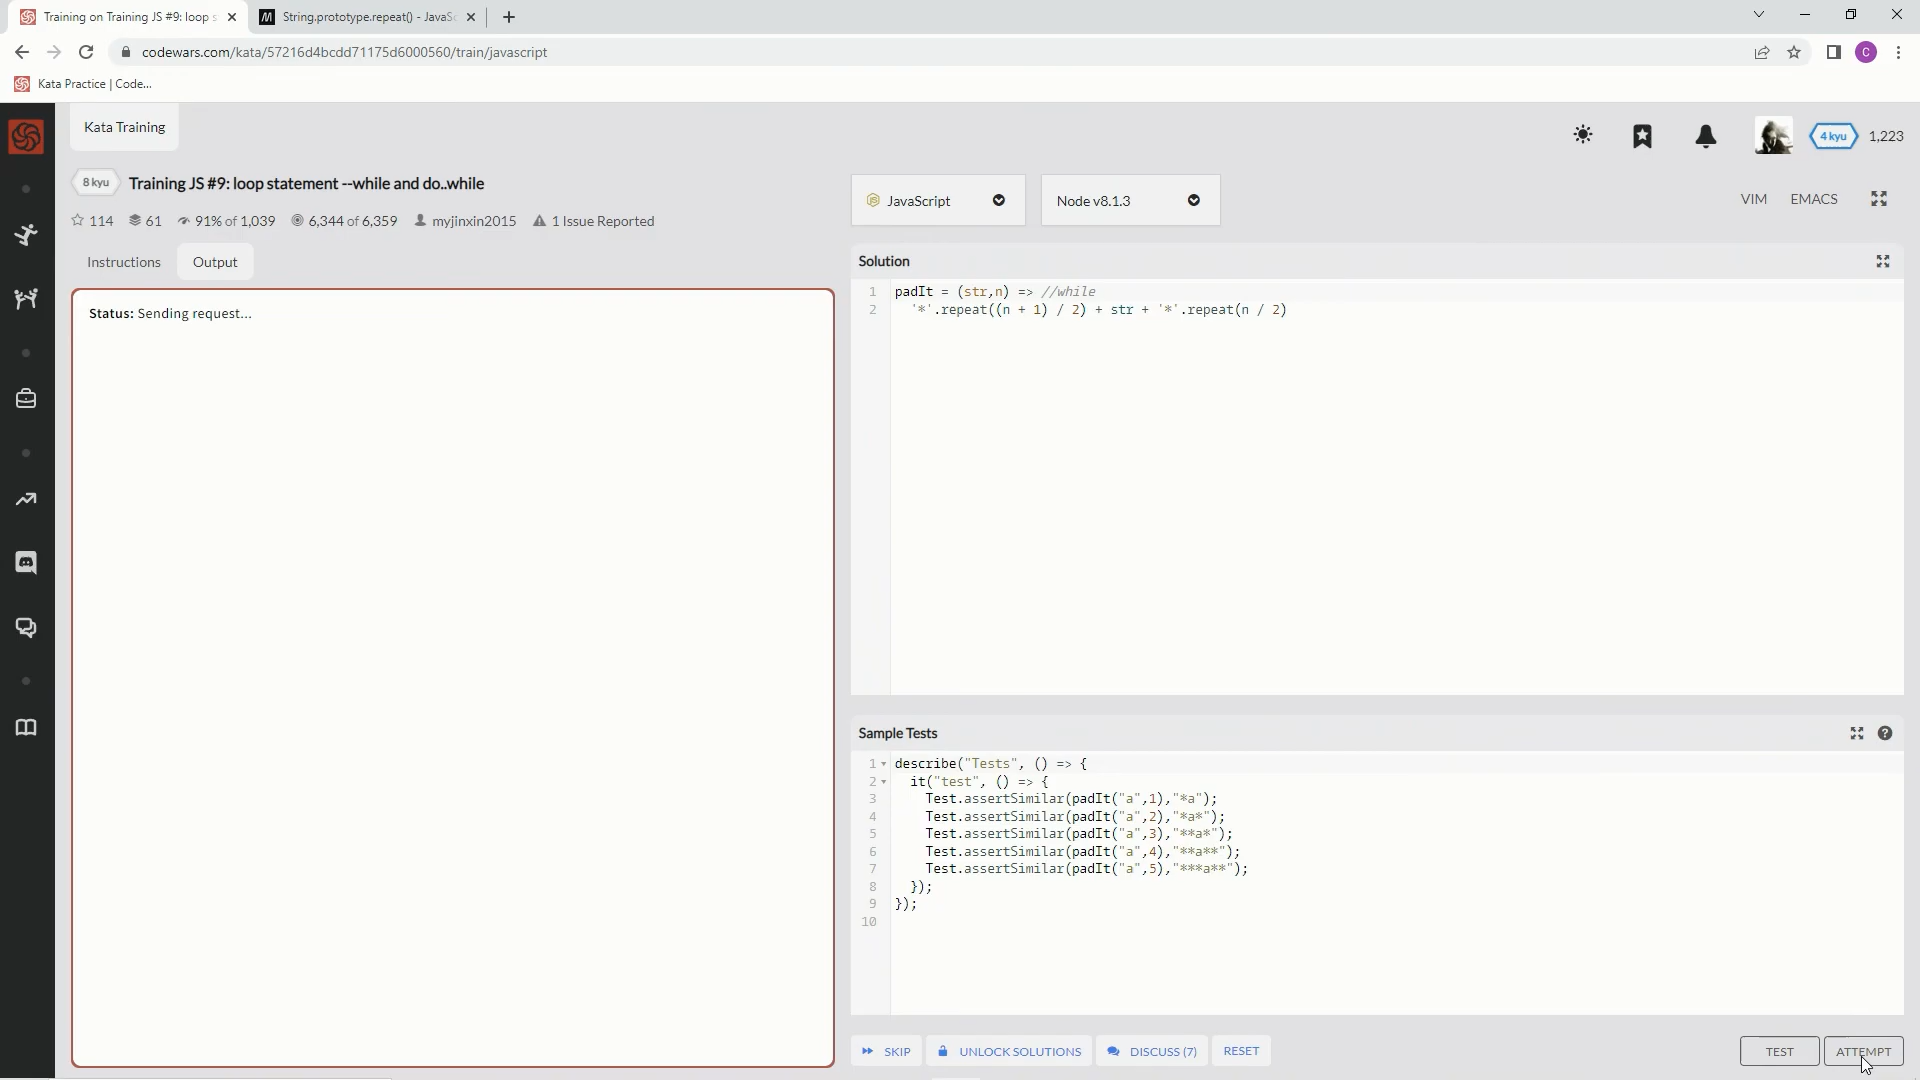 Training on Training JS #9: loop s
String.prototype.repeat() - JavaSc
codewars.com/kata/57216d4bcdd71175d6000560/train/javascript
C
Kata Practice | Code...
Kata Training
4 kyu
1,223
8 kyu
Training JS #9: loop statement --while and do..while
114
61
91% of 1,039
6,344 of 6,359
myjinxin2015
1 Issue Reported
JavaScript
Node v8.1.3
VIM
EMACS
Instructions
Output
Status: Sending request...
Solution
1 padIt = (str,n) => //while
2 '*'.repeat((n + 1) / 2) + str + '*'.repeat(n / 2)
Sample Tests
1 describe("Tests", () => {
2 it("test", () => {
3 Test.assertSimilar(padIt("a",1),"*a");
4 Test.assertSimilar(padIt("a",2),"*a*");
5 Test.assertSimilar(padIt("a",3),"**a*");
6 Test.assertSimilar(padIt("a",4),"**a**");
7 Test.assertSimilar(padIt("a",5),"***a**");
8 });
9 });
10
SKIP
UNLOCK SOLUTIONS
DISCUSS (7)
RESET
TEST
ATTEMPT